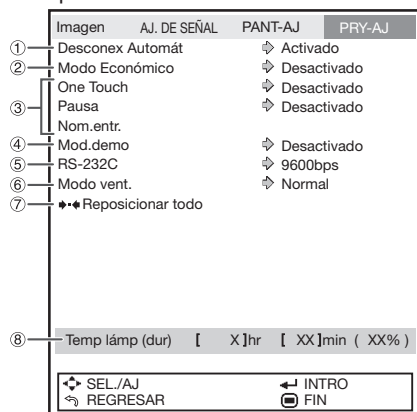 Imagen AJ. DE SEÑAL PANT-AJ PRY-AJ
① Desconex Automát Activado
② Modo Económico Desactivado
③ One Touch Desactivado
Pausa Desactivado
Nom.entr.
④ Mod.demo Desactivado
⑤ RS-232C 9600bps
⑥ Modo vent. Normal
⑦ Reposicionar todo
⑧ Temp lámp (dur) [ X ]hr [ XX ]min ( XX% )
SEL./AJ INTRO
REGRESAR FIN